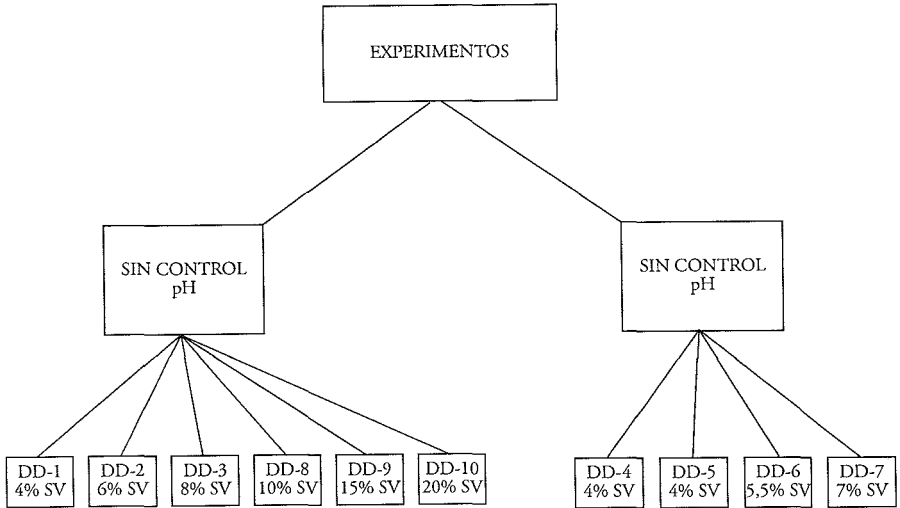 EXPERIMENTOS
SIN CONTROL
pH
SIN CONTROL
pH
DD-1
4% SV
DD-2
6% SV
DD-3
8% SV
DD-8
10% SV
DD-9
15% SV
DD-10
20% SV
DD-4
4% SV
DD-5
4% SV
DD-6
5,5% SV
DD-7
7% SV